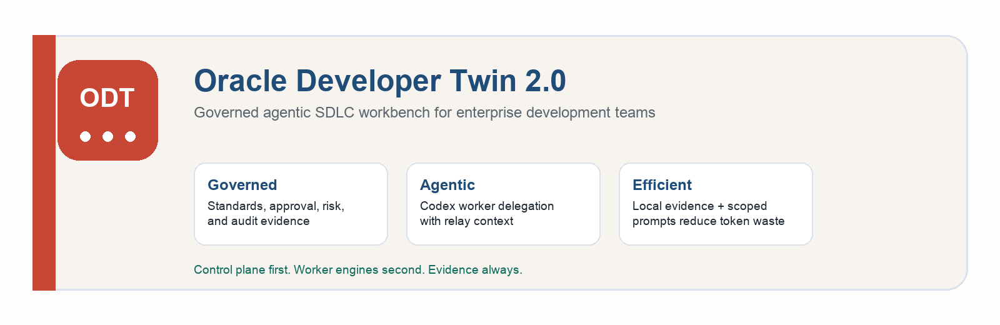 ODT
Oracle Developer Twin 2.0
Governed agentic SDLC workbench for enterprise development teams
Governed
Standards, approval, risk,
and audit evidence
Agentic
Codex worker delegation
with relay context
Efficient
Local evidence + scoped
prompts reduce token waste
Control plane first. Worker engines second. Evidence always.